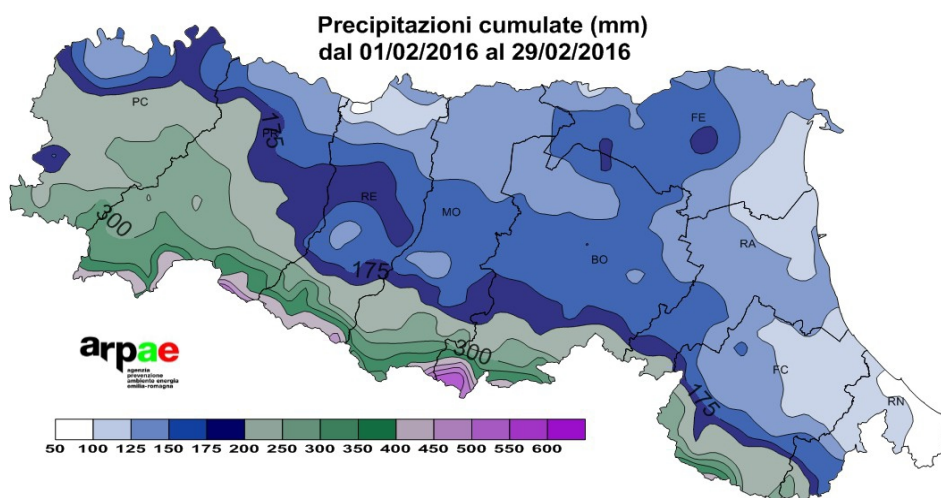 Precipitazioni cumulate (mm)
dal 01/02/2016 al 29/02/2016
PC
FE
175
RE
MO
300
RA
175
BO
300
FC
175
RN
arpae
agenzia
prevenzione
ambiente energia
emilia-romagna
50 100 125 150 175 200 250 300 350 400 450 500 550 600